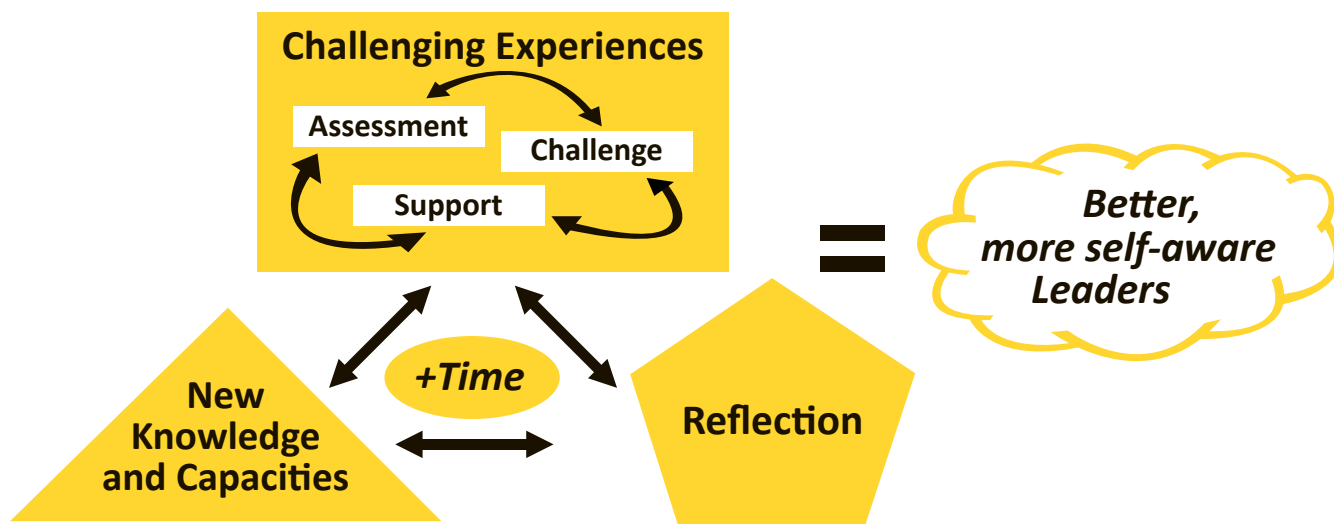 Challenging Experiences
Assessment
Challenge
Support
=
Better,
more self-aware
Leaders
+Time
New
Knowledge
and Capacities
Reflection